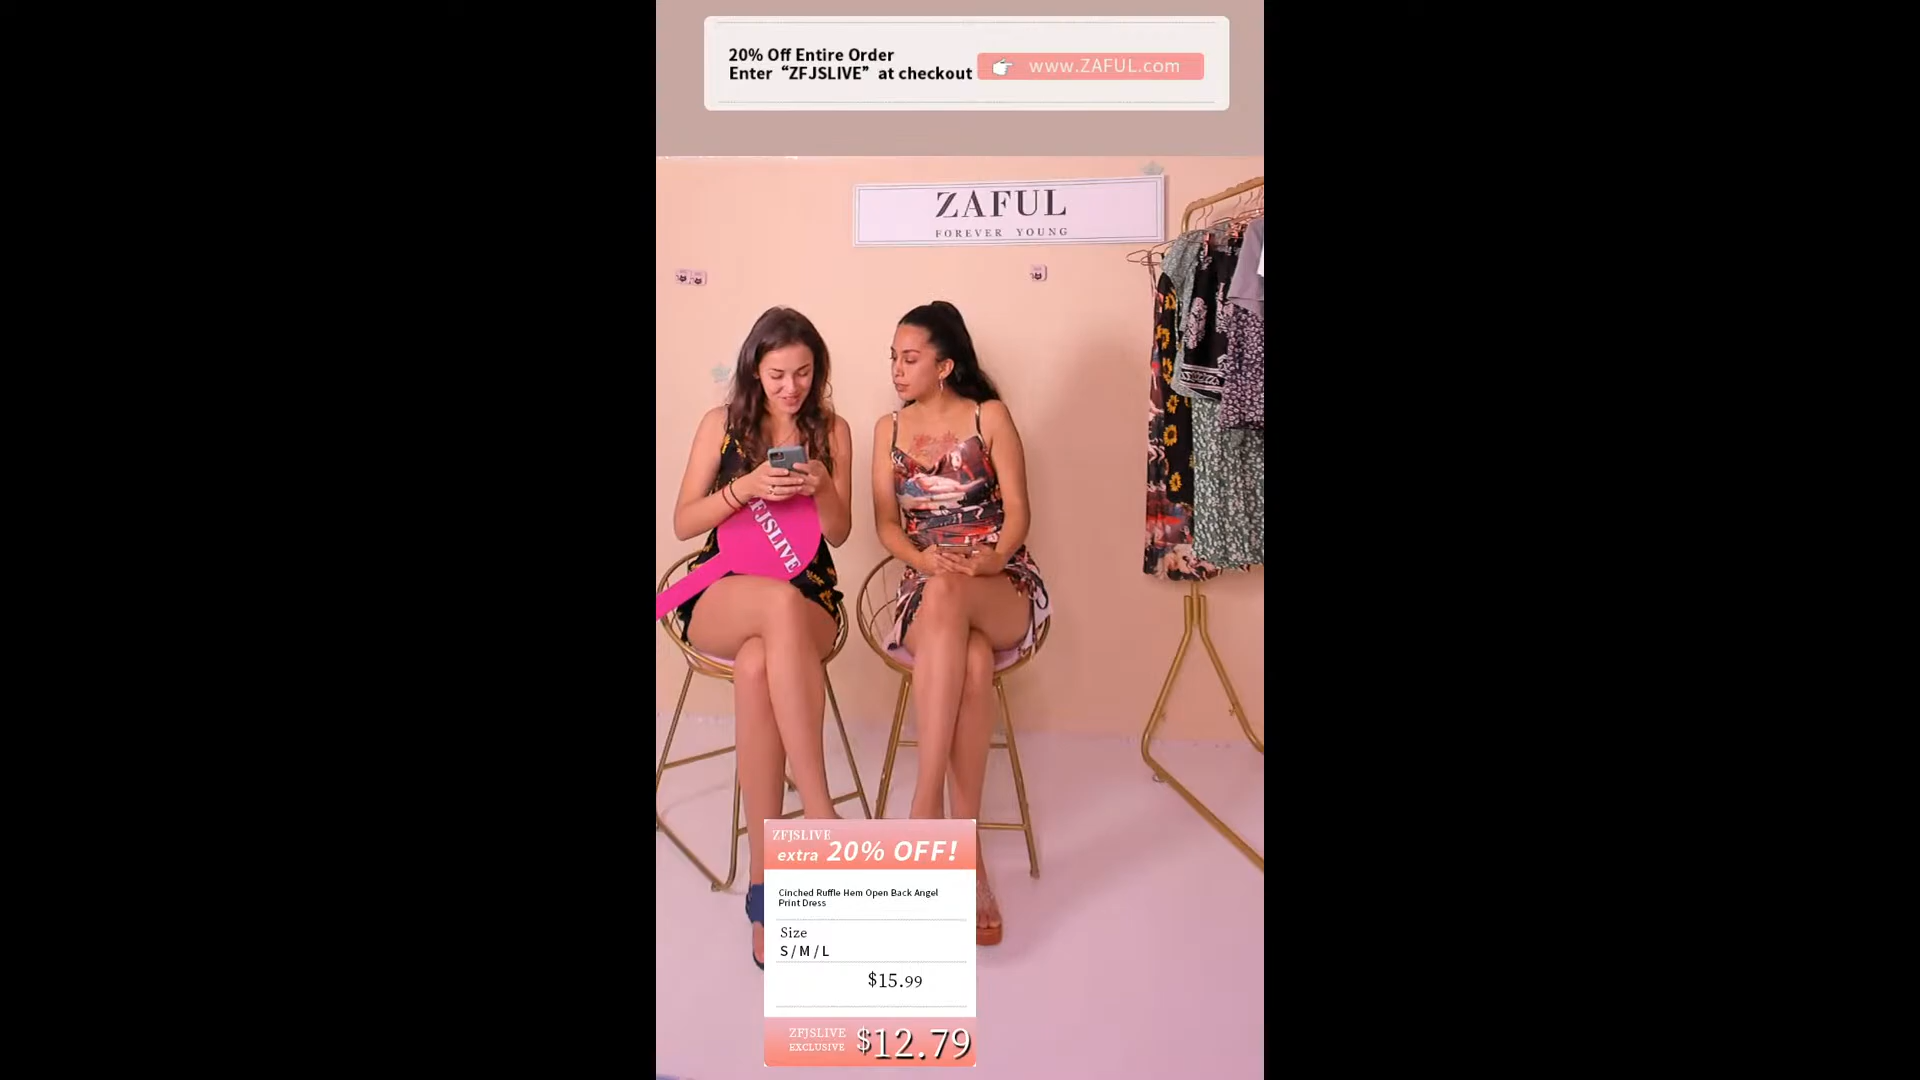 20% Off Entire Order
Enter “ZFJSLIVE” at checkout
www.ZAFUL.com
ZAFUL
FOREVER YOUNG
FJSLIVE
ZFJSLIVE
extra 20% OFF!
Cinched Ruffle Hem Open Back Angel
Print Dress
Size
S / M / L
$15.99
ZFJSLIVE
EXCLUSIVE
$12.79